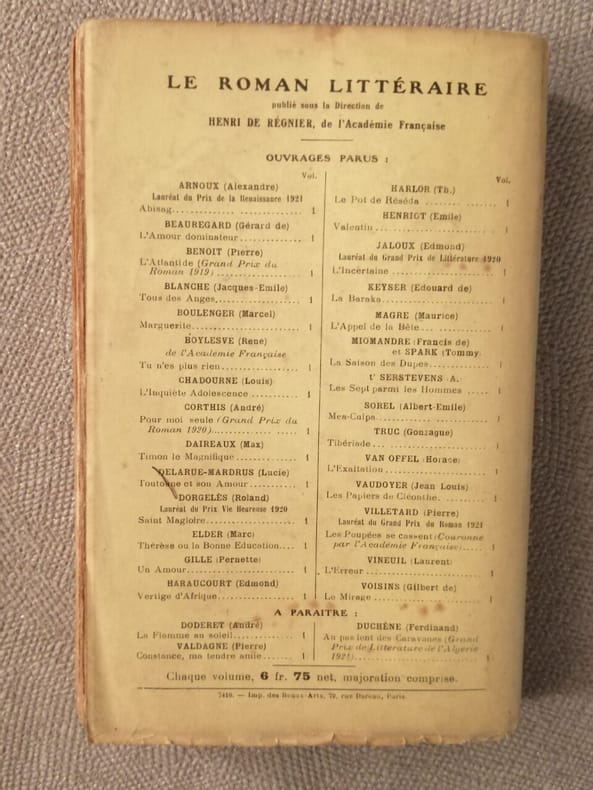 LE ROMAN LITTÉRAIRE
publié sous la Direction de
HENRI DE RÉGNIER, de l'Académie Française
OUVRAGES PARUS :
Vol.
ARNOUX (Alexandre)
Lauréat du Prix de la Renaissance 1921
Abisag.................. 1
BEAUREGARD (Gérard de)
L'Amour dominateur............. 1
BENOIT (Pierre)
L'Atlantide (Grand Prix du
Roman 1919)................ 1
BLANCHE (Jacques-Emile)
Tous des Anges................ 1
BOULENGER (Marcel)
Marguerite.................... 1
BOYLESVE (René)
de l'Académie Française
Tu n'es plus rien............... 1
CHADOURNE (Louis)
L'Inquiète Adolescence ......... 1
CORTHIS (André)
Pour moi seule (Grand Prix du
Roman 1920)................ 1
DAIREAUX (Max)
Timon le Magnifique........... 1
DELARUE-MARDRUS (Lucie)
Toutoune et son Amour......... 1
DORGELÈS (Roland)
Lauréat du Prix Vie Heureuse 1920
Saint Magloire................. 1
ELDER (Marc)
Thérèse ou la Bonne Education.... 1
GILLE (Pernette)
Un Amour.................... 1
HARAUCOURT (Edmond)
Vertige d'Afrique............... 1
Vol.
HARLOR (Th.)
Le Pot de Réséda .............. 1
HENRIOT (Emile)
Valentin ...................... 1
JALOUX (Edmond)
Lauréat du Grand Prix de Littérature 1920
L'Incertaine ................... 1
KEYSER (Edouard de)
La Baraka..................... 1
MAGRE (Maurice)
L'Appel de la Bête.............. 1
MIOMANDRE (Francis de)
et SPARK (Tommy)
La Saison des Dupes............ 1
t' SERSTEVENS (A.
Les Sept parmi les Hommes ..... 1
SOREL (Albert-Emile)
Mea-Culpa.................... 1
TRUC (Gonzague)
Tibériade ..................... 1
VAN OFFEL (Horace)
L'Exaltation ................... 1
VAUDOYER (Jean Louis)
Les Papiers de Cléonthe.......... 1
VILLETARD (Pierre)
Lauréat du Grand Prix du Roman 1921
Les Poupées se cassent (Couronné
par l'Académie Française)..... 1
VINEUIL (Laurent)
L'Erreur ...................... 1
VOISINS (Gilbert de)
Le Mirage .................... 1
A PARAITRE :
DODERET (André)
La Flamme au soleil............ 1
VALDAGNE (Pierre)
Constance, ma tendre amie....... 1
DUCHÊNE (Ferdinand)
Au pas lent des Caravanes (Grand
Prix de Littérature de l'Algérie
1921)...................... 1
Chaque volume, 6 fr. 75 net, majoration comprise.
7410. — Imp. des Beaux-Arts, 79, rue Dareau, Paris